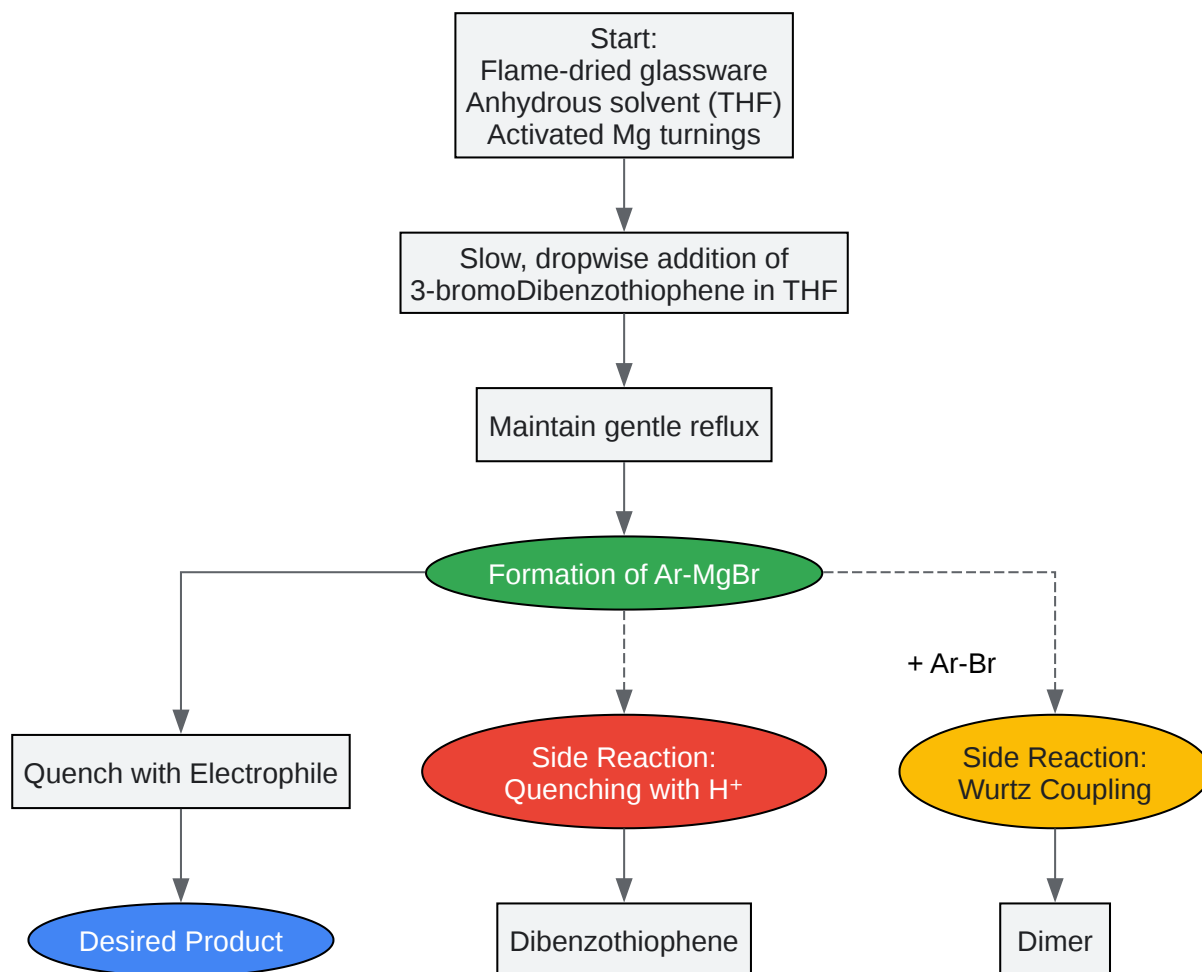 Start:
Flame-dried glassware
Anhydrous solvent (THF)
Activated Mg turnings
Slow, dropwise addition of
3-bromoDibenzothiophene in THF
Maintain gentle reflux
Formation of Ar-MgBr
+ Ar-Br
Quench with Electrophile
Side Reaction:
Quenching with H⁺
Side Reaction:
Wurtz Coupling
Desired Product
Dibenzothiophene
Dimer